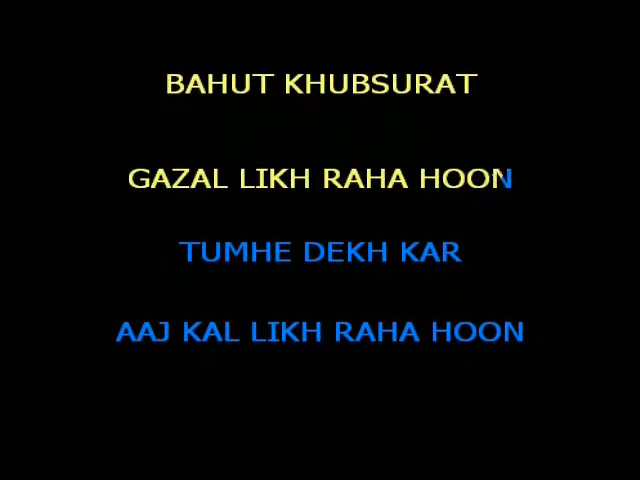 BAHUT KHUBSURAT
GAZAL LIKH RAHA HOON
TUMHE DEKH KAR
AAJ KAL LIKH RAHA HOON